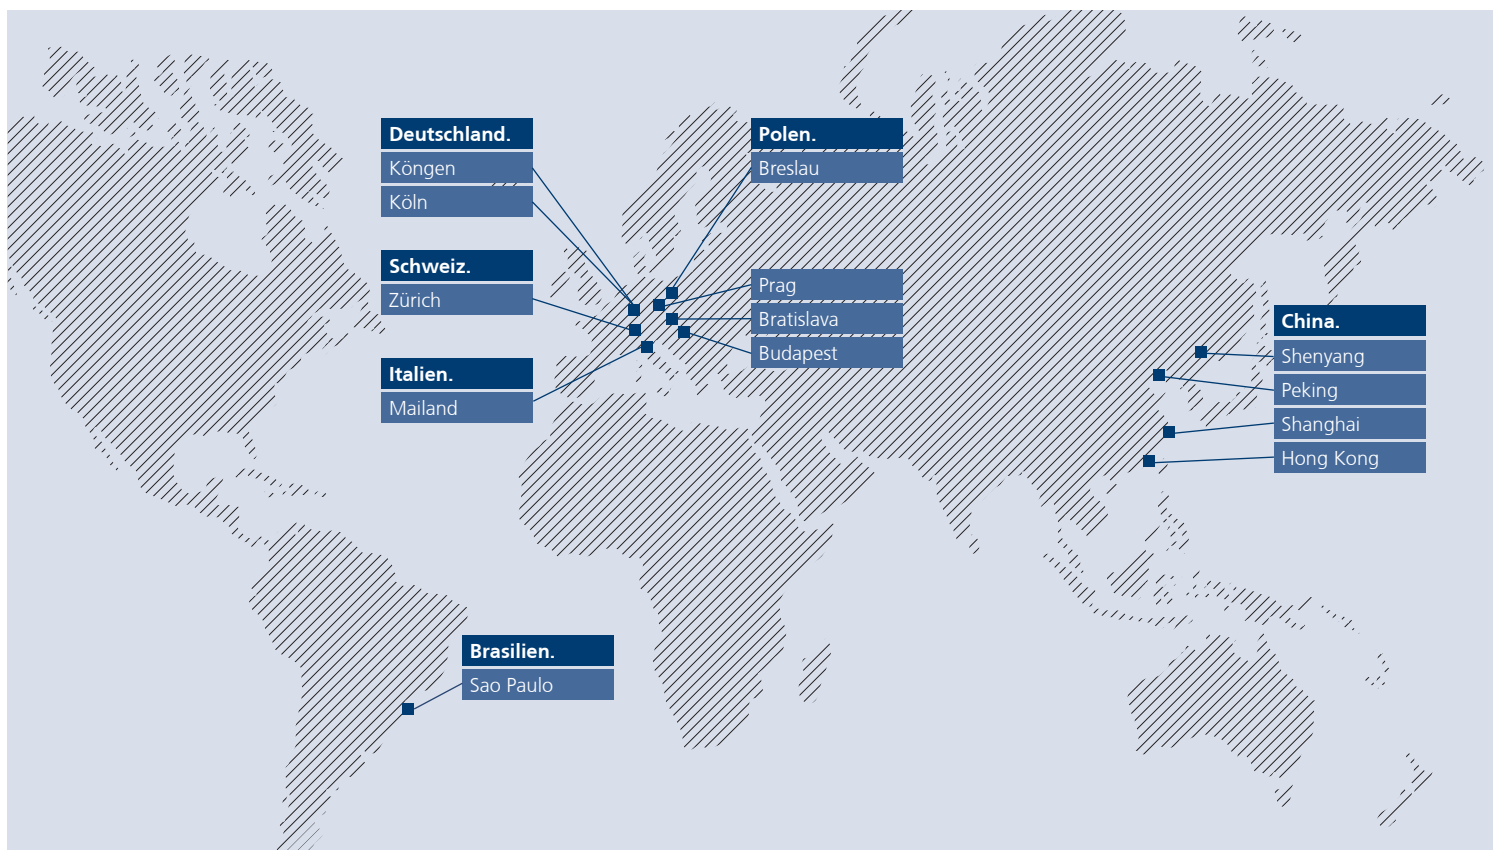 Deutschland.
Köngen
Köln
Schweiz.
Zürich
Italien.
Mailand
Polen.
Breslau
Prag
Bratislava
Budapest
China.
Shenyang
Peking
Shanghai
Hong Kong
Brasilien.
Sao Paulo